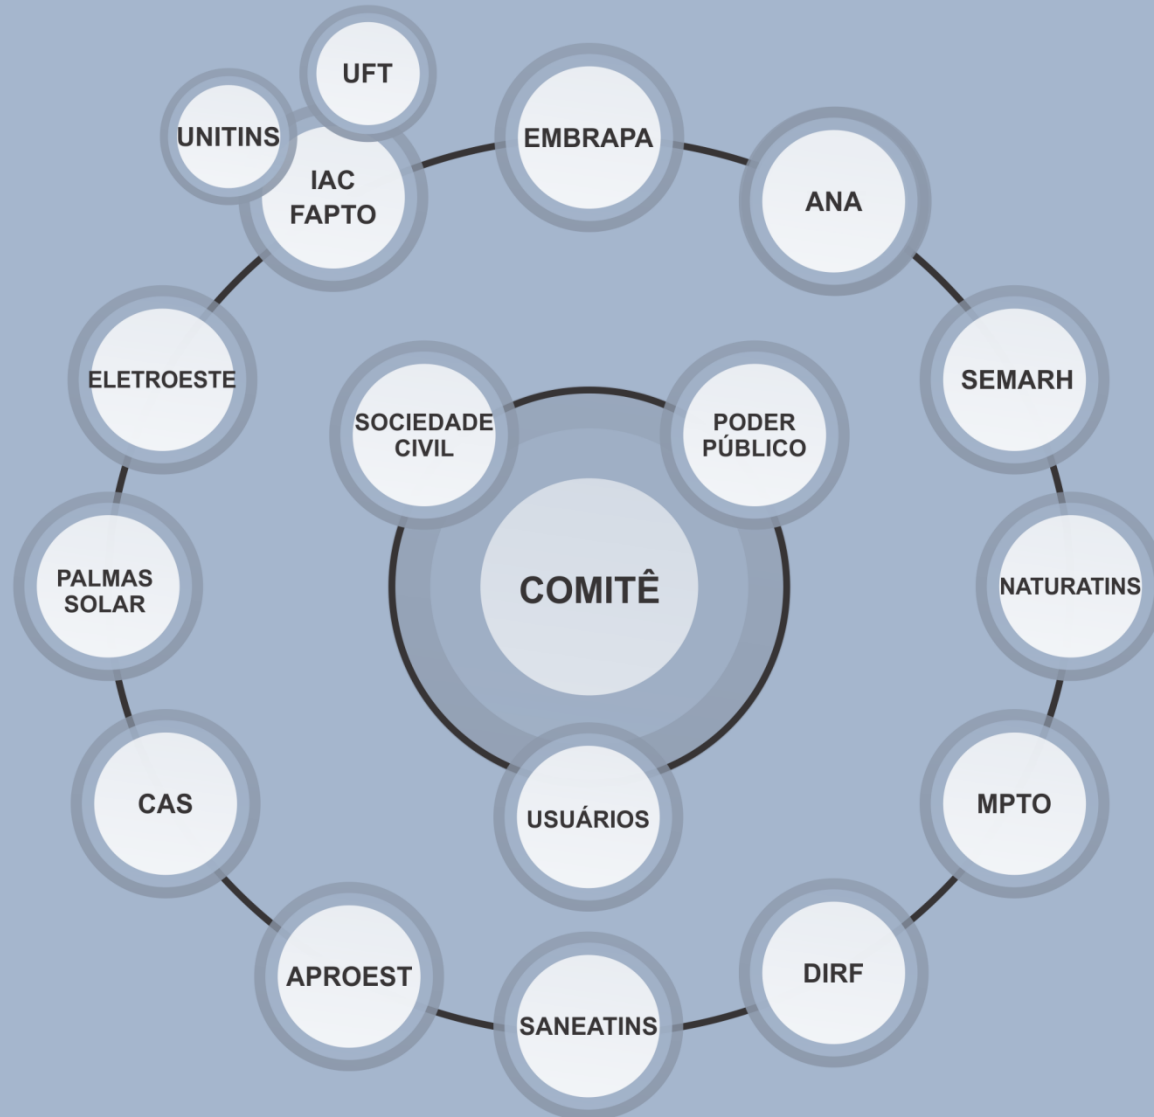 UFT
UNITINS
EMBRAPA
IAC
FAPTO
ANA
ELETROESTE
SEMARH
SOCIEDADE
CIVIL
PODER
PÚBLICO
PALMAS
SOLAR
COMITÊ
NATURATINS
CAS
USUÁRIOS
MPTO
APROEST
SANEATINS
DIRF